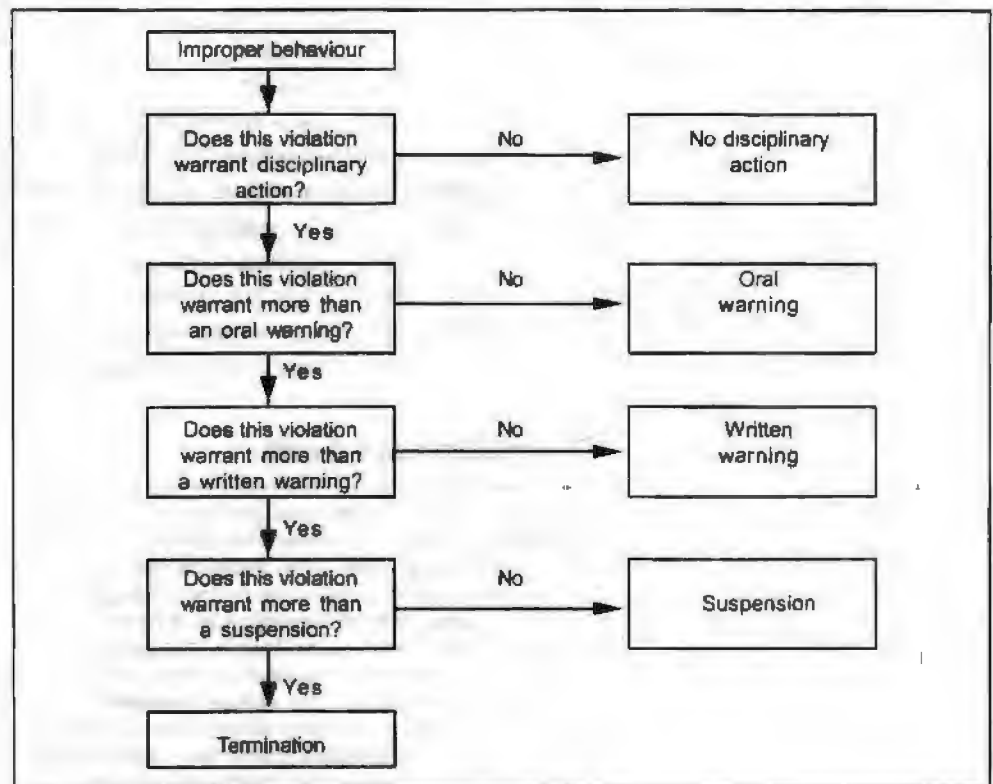 Improper behaviour
Does this violation
warrant disciplinary
action?
No
No disciplinary
action
Yes
Does this violation
warrant more than
an oral warning?
No
Oral
warning
Yes
Does this violation
warrant more than
a written warning?
No
Written
warning
Yes
Does this violation
warrant more than
a suspension?
No
Suspension
Yes
Termination